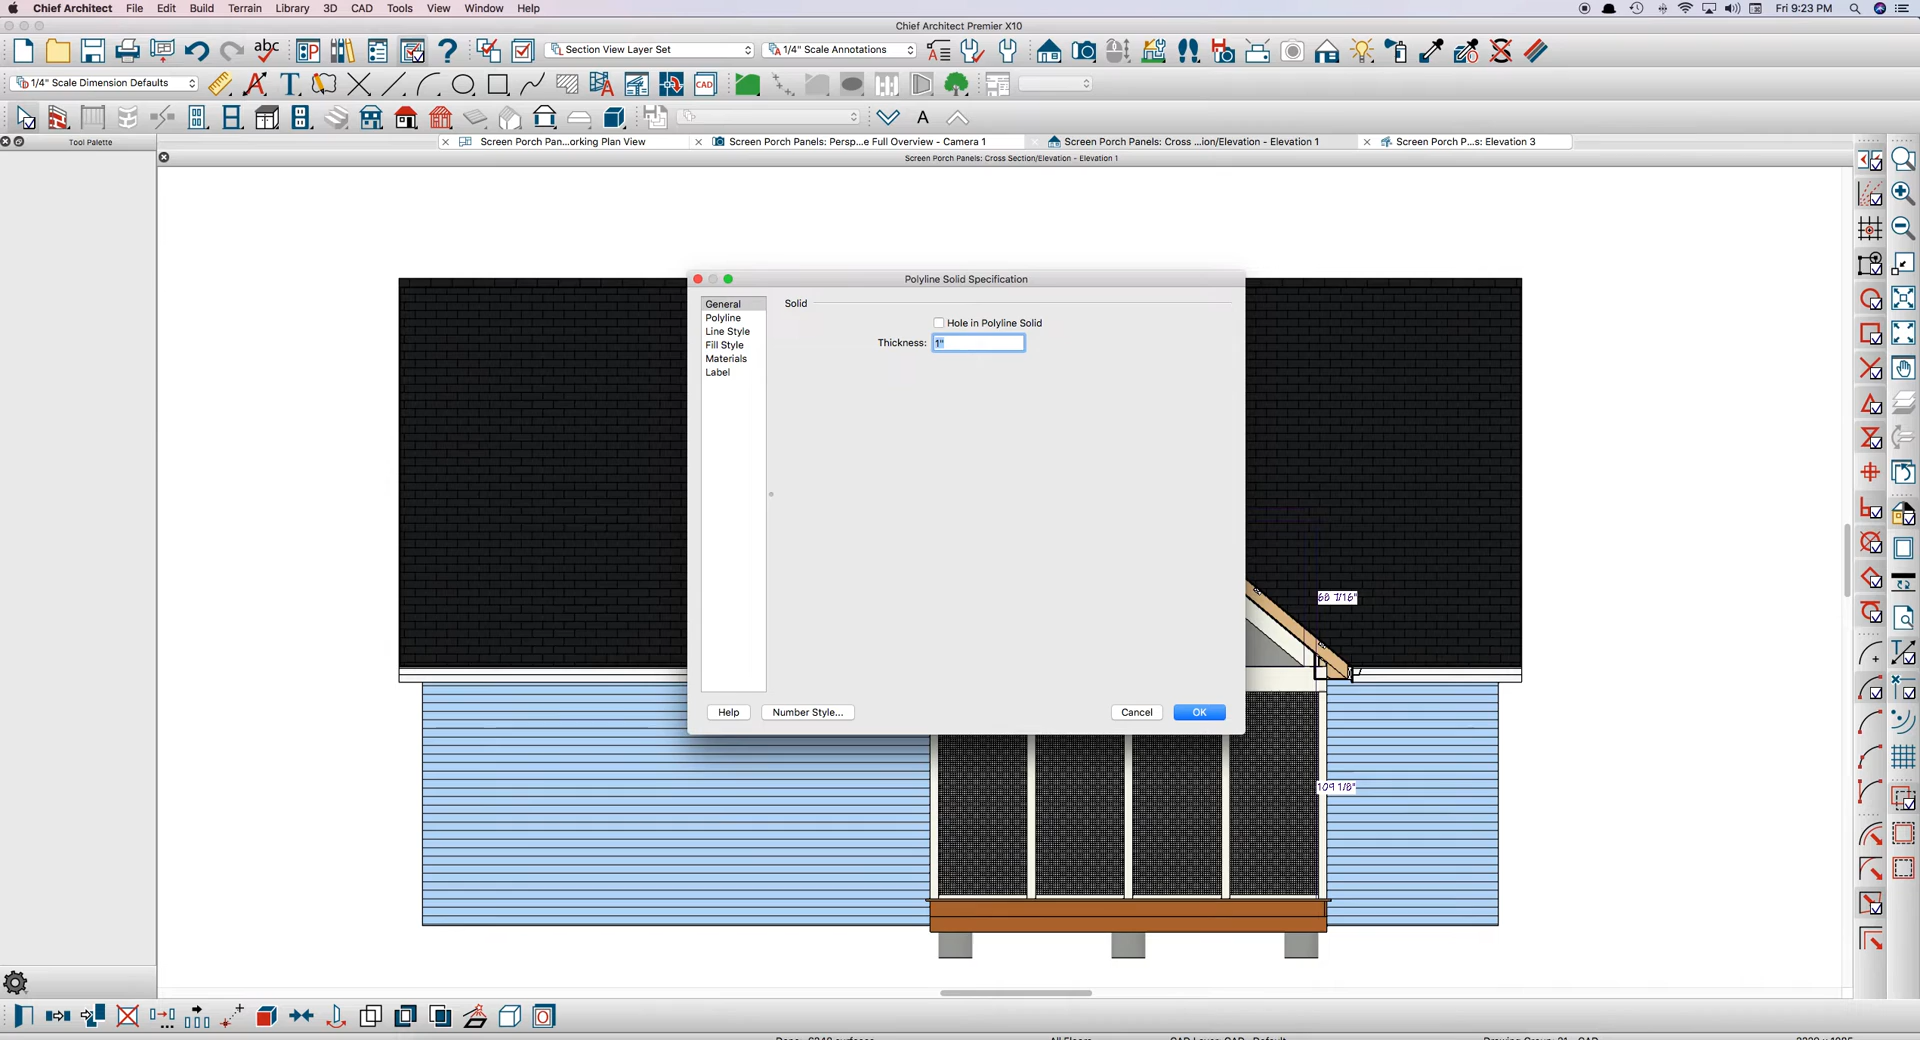 Chief Architect File Edit Build Terrain Library 3D CAD Tools View Window Help Fri 9:23 PM
Chief Architect Premier X10
abc P ? Section View Layer Set 1/4" Scale Annotations
1/4" Scale Dimension Defaults A T CAD
A
Tool Palette Screen Porch Pan...orking Plan View Screen Porch Panels: Persp...e Full Overview - Camera 1 Screen Porch Panels: Cross ...ion/Elevation - Elevation 1 Screen Porch P...s: Elevation 3
Screen Porch Panels: Cross Section/Elevation - Elevation 1
Polyline Solid Specification
General
Polyline
Line Style
Fill Style
Materials
Label
Solid
Hole in Polyline Solid
Thickness: 1"
68 7/16"
Help Number Style... Cancel OK
109 1/8"